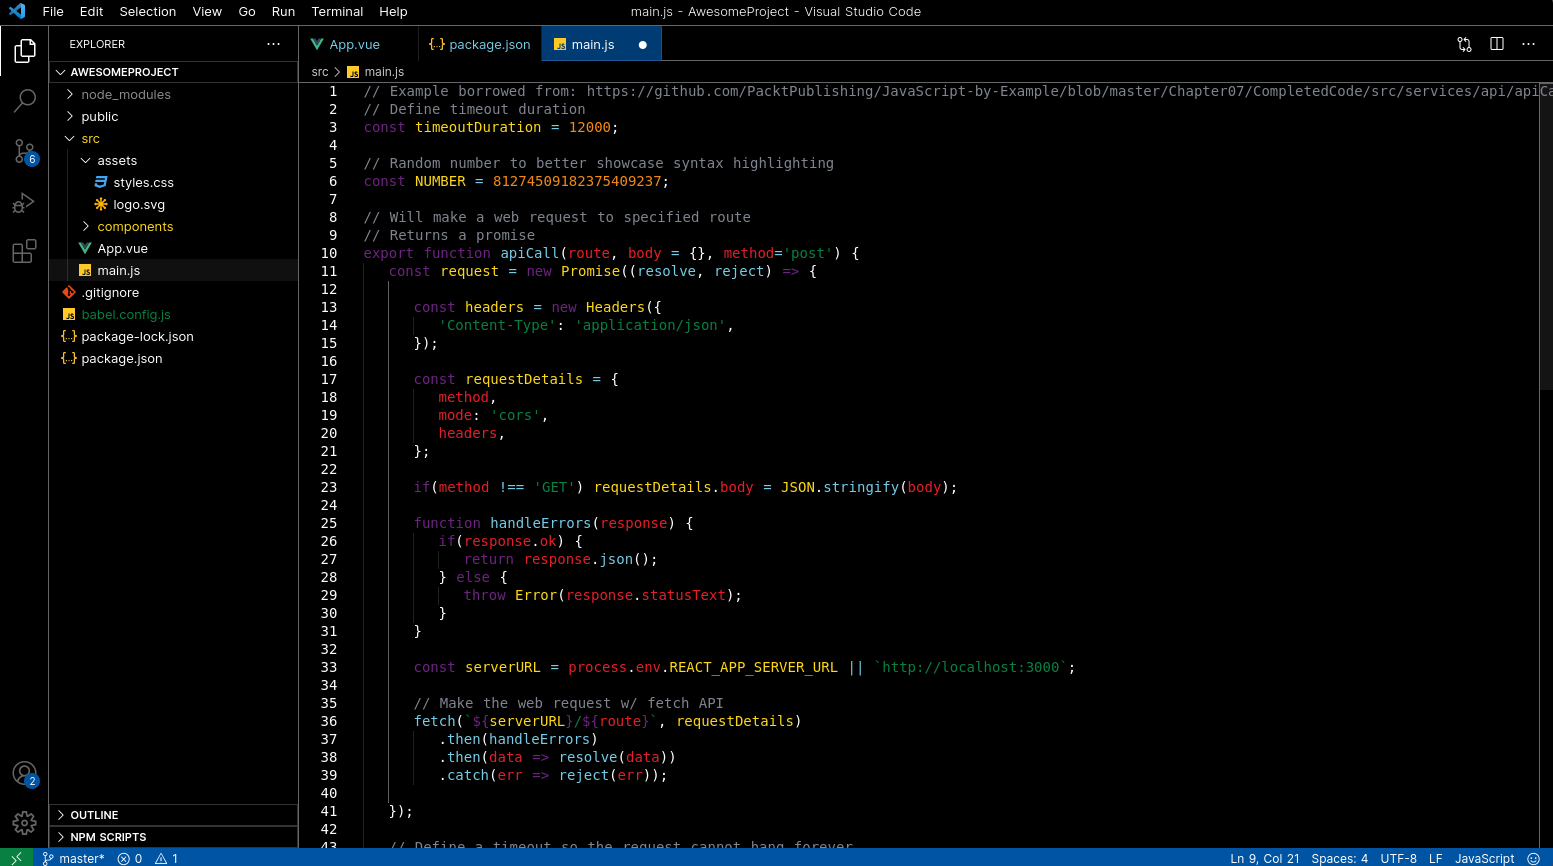 File Edit Selection View Go Run Terminal Help
main.js - AwesomeProject - Visual Studio Code
EXPLORER
AWESOMEPROJECT
node_modules
public
src
assets
styles.css
logo.svg
components
App.vue
main.js
.gitignore
babel.config.js
package-lock.json
package.json
OUTLINE
NPM SCRIPTS
6
2
App.vue
package.json
main.js
src > main.js
1 // Example borrowed from: https://github.com/PacktPublishing/JavaScript-by-Example/blob/master/Chapter07/CompletedCode/src/services/api/apiCa
2 // Define timeout duration
3 const timeoutDuration = 12000;
4
5 // Random number to better showcase syntax highlighting
6 const NUMBER = 81274509182375409237;
7
8 // Will make a web request to specified route
9 // Returns a promise
10 export function apiCall(route, body = {}, method='post') {
11 const request = new Promise((resolve, reject) => {
12
13 const headers = new Headers({
14 'Content-Type': 'application/json',
15 });
16
17 const requestDetails = {
18 method,
19 mode: 'cors',
20 headers,
21 };
22
23 if(method !== 'GET') requestDetails.body = JSON.stringify(body);
24
25 function handleErrors(response) {
26 if(response.ok) {
27 return response.json();
28 } else {
29 throw Error(response.statusText);
30 }
31 }
32
33 const serverURL = process.env.REACT_APP_SERVER_URL || `http://localhost:3000`;
34
35 // Make the web request w/ fetch API
36 fetch(`${serverURL}/${route}`, requestDetails)
37 .then(handleErrors)
38 .then(data => resolve(data))
39 .catch(err => reject(err));
40
41 });
42
43 // Define a timeout so the request cannot hang forever
master* 0 1
Ln 9, Col 21 Spaces: 4 UTF-8 LF JavaScript